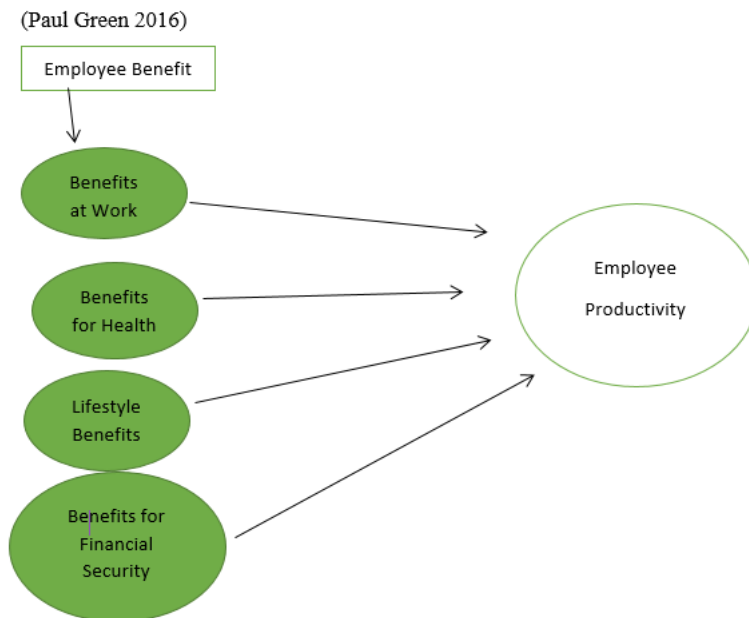 (Paul Green 2016)
Employee Benefit
Benefits
at Work
Benefits
for Health
Lifestyle
Benefits
Benefits for
Financial
Security
Employee
Productivity